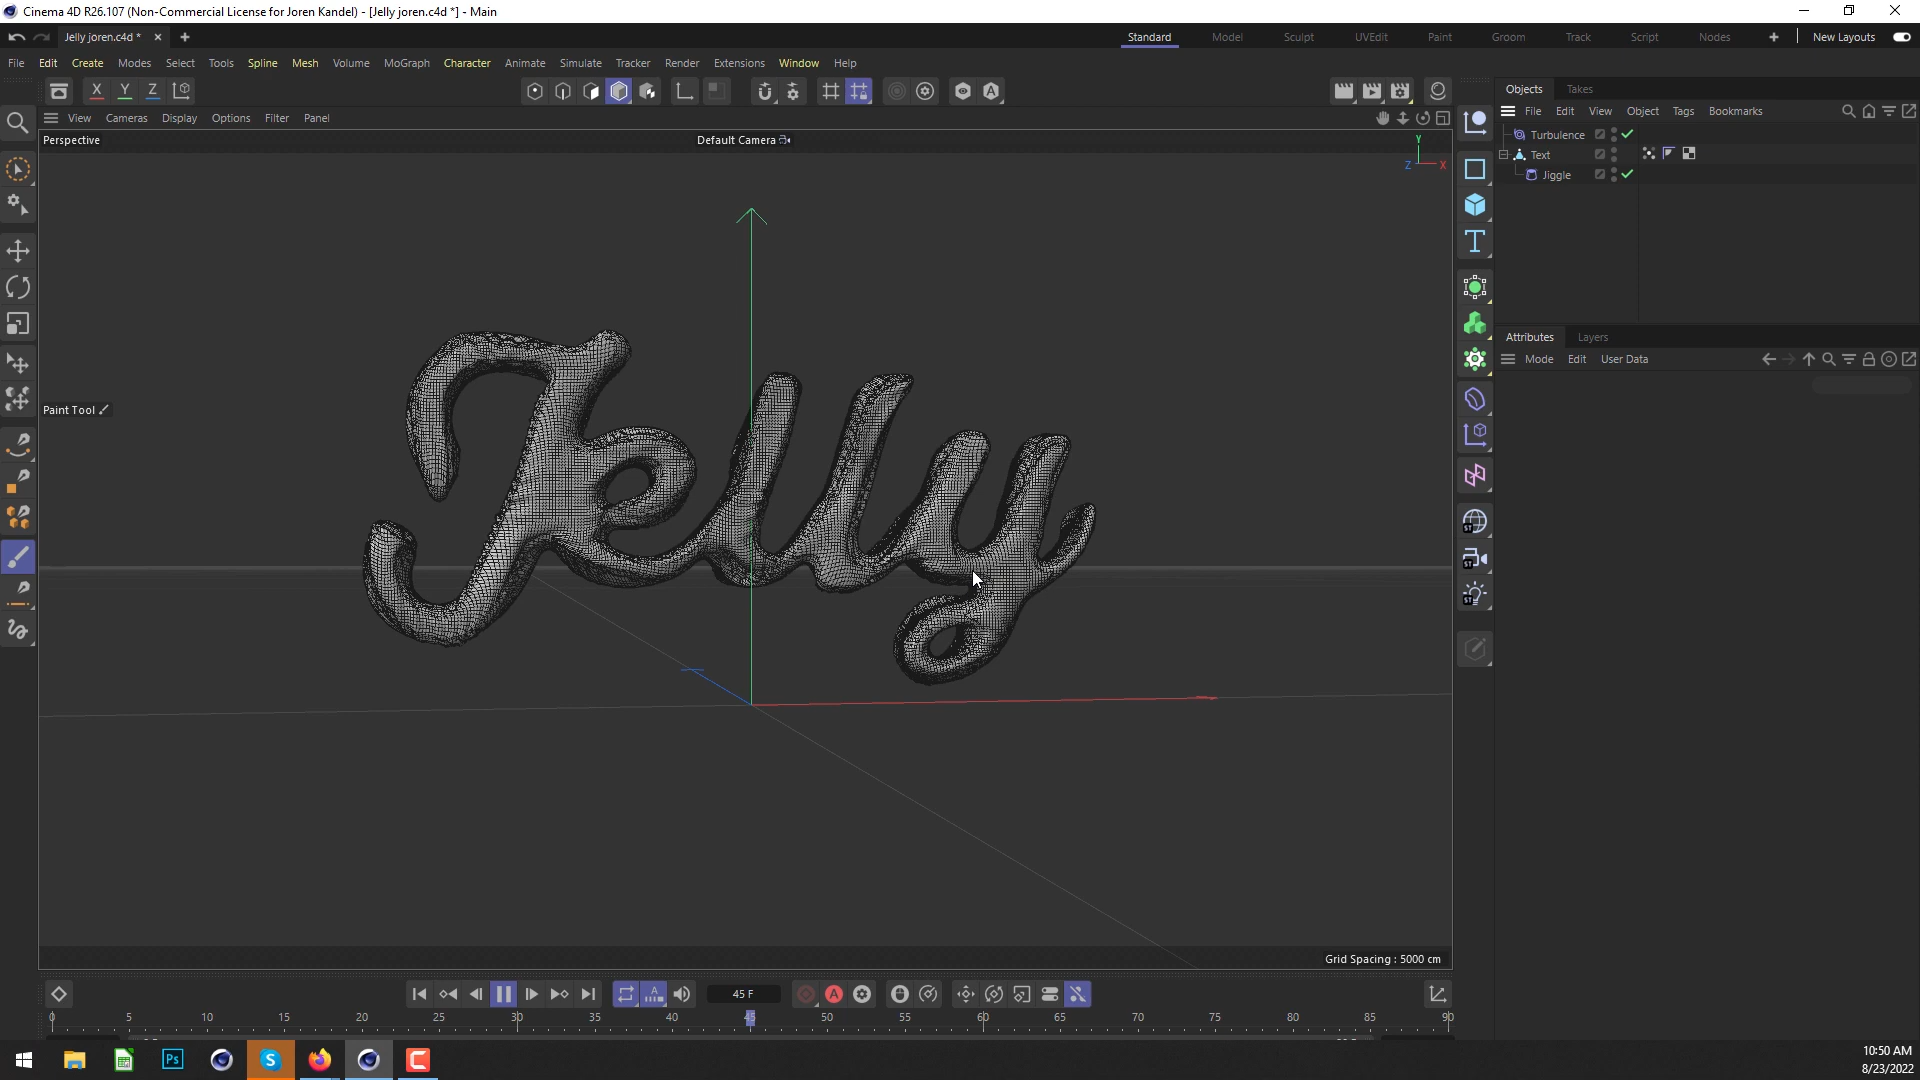 Cinema 4D R26.107 (Non-Commercial License for Joren Kandel) - [Jelly joren.c4d *] - Main
Jelly joren.c4d *
Standard Model Sculpt UVEdit Paint Groom Track Script Nodes New Layouts
File Edit Create Modes Select Tools Spline Mesh Volume MoGraph Character Animate Simulate Tracker Render Extensions Window Help
X Y Z
Objects Takes
File Edit View Object Tags Bookmarks
View Cameras Display Options Filter Panel
Perspective
Default Camera
Y
Z X
Turbulence
Text
Jiggle
Attributes Layers
Mode Edit User Data
Paint Tool
Jelly
Grid Spacing : 5000 cm
45 F
0 5 10 15 20 25 30 35 40 45 50 55 60 65 70 75 80 85 90
10:50 AM
8/23/2022